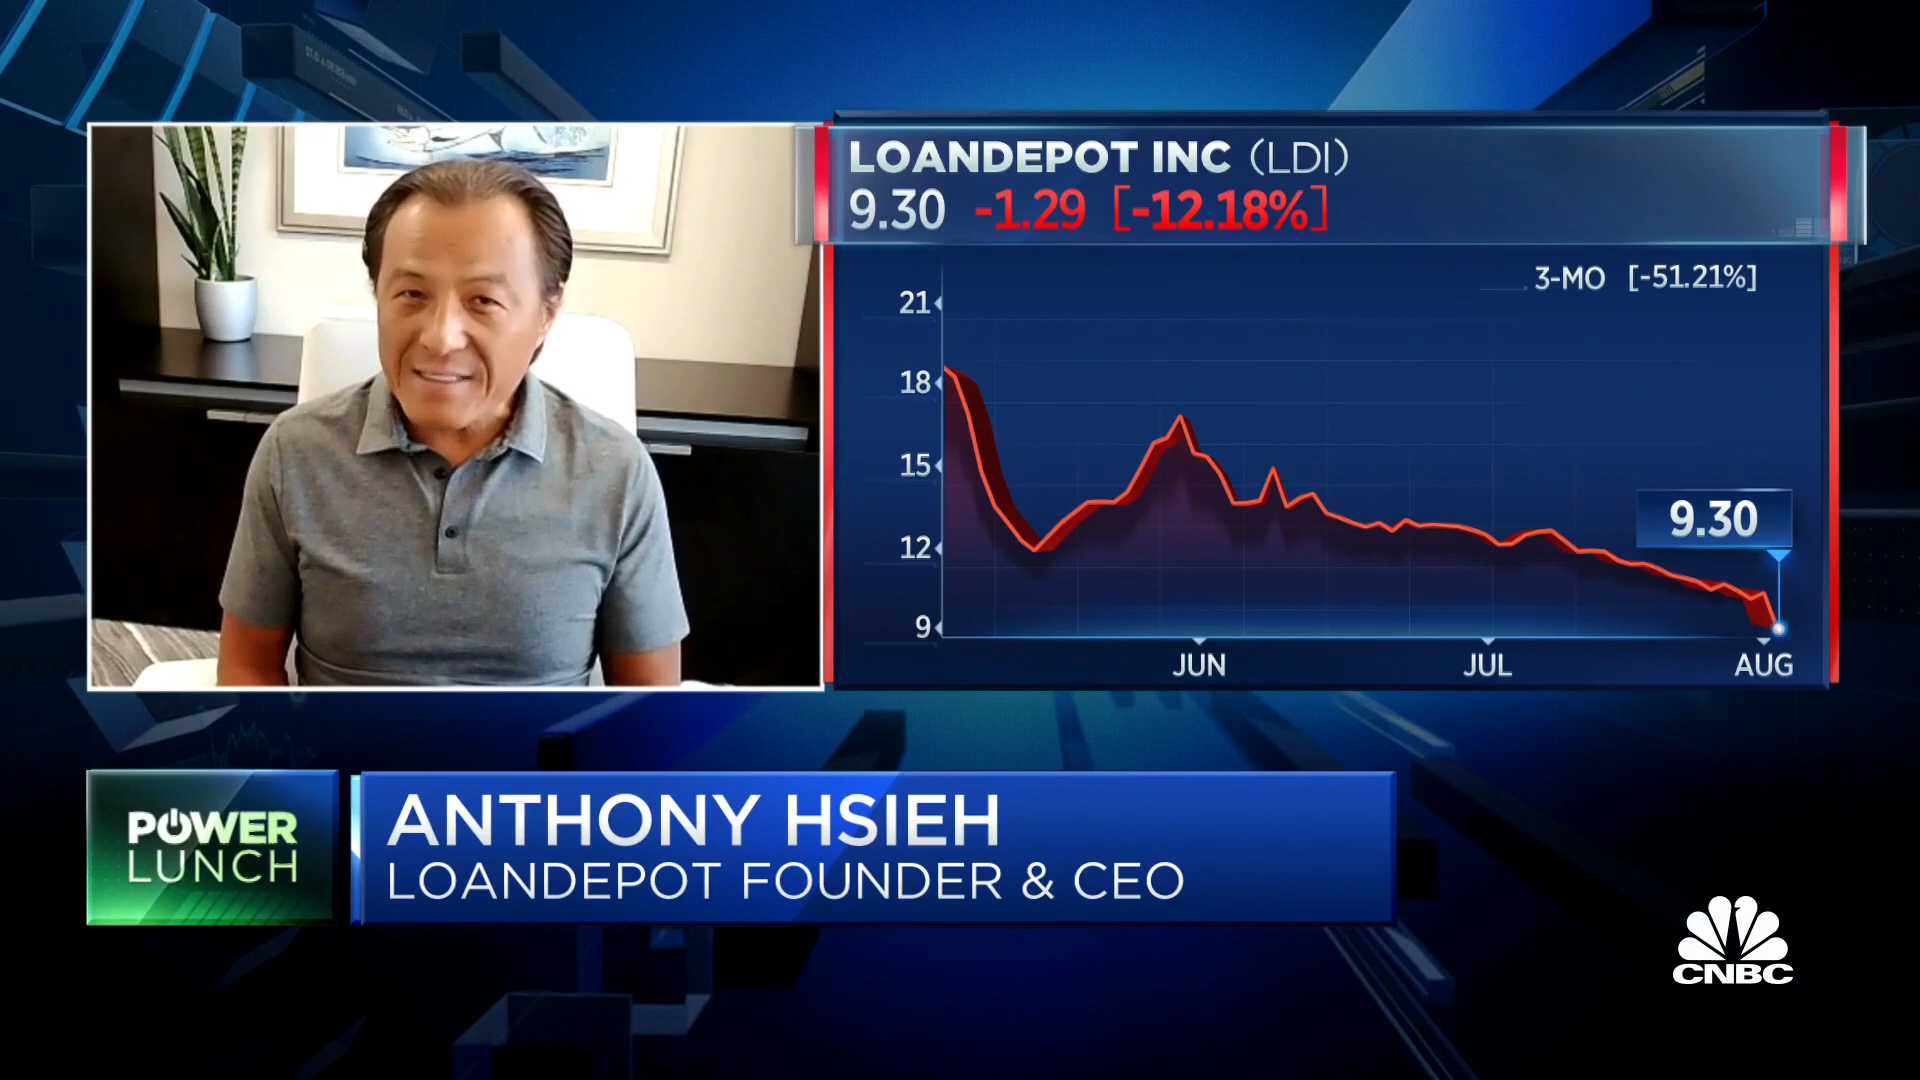 LOANDEPOT INC (LDI)
9.30 -1.29 [-12.18%]
3-MO [-51.21%]
21
18
15
12
9
9.30
JUN JUL AUG
POWER
LUNCH
ANTHONY HSIEH
LOANDEPOT FOUNDER & CEO
CNBC